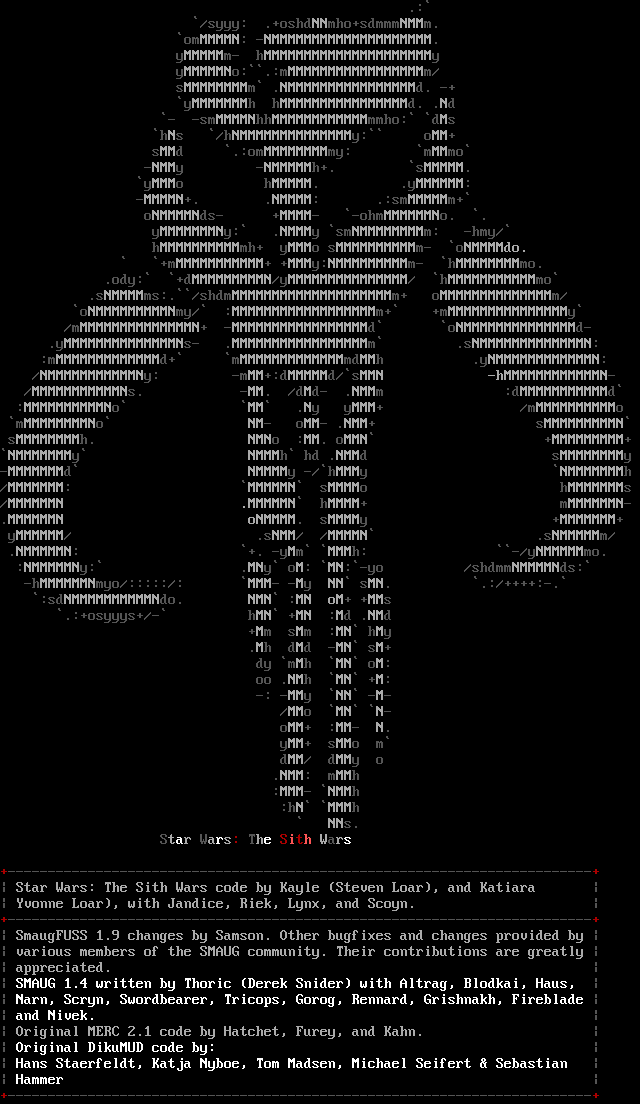 Star Wars: The Sith Wars
Star Wars: The Sith Wars code by Kayle (Steven Loar), and Katiara
Yvonne Loar), with Jandice, Riek, Lynx, and Scoyn.
SmaugFUSS 1.9 changes by Samson. Other bugfixes and changes provided by
various members of the SMAUG community. Their contributions are greatly
appreciated.
SMAUG 1.4 written by Thoric (Derek Snider) with Altrag, Blodkai, Haus,
Narn, Scryn, Swordbearer, Tricops, Gorog, Rennard, Grishnakh, Fireblade
and Nivek.
Original MERC 2.1 code by Hatchet, Furey, and Kahn.
Original DikuMUD code by:
Hans Staerfeldt, Katja Nyboe, Tom Madsen, Michael Seifert & Sebastian
Hammer